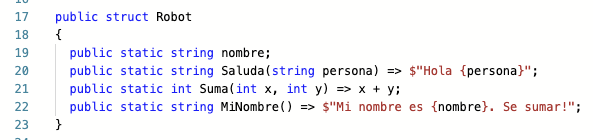 17 public struct Robot
18 {
19 public static string nombre;
20 public static string Saluda(string persona) => $"Hola {persona}";
21 public static int Suma(int x, int y) => x + y;
22 public static string MiNombre() => $"Mi nombre es {nombre}. Se sumar!";
23 }